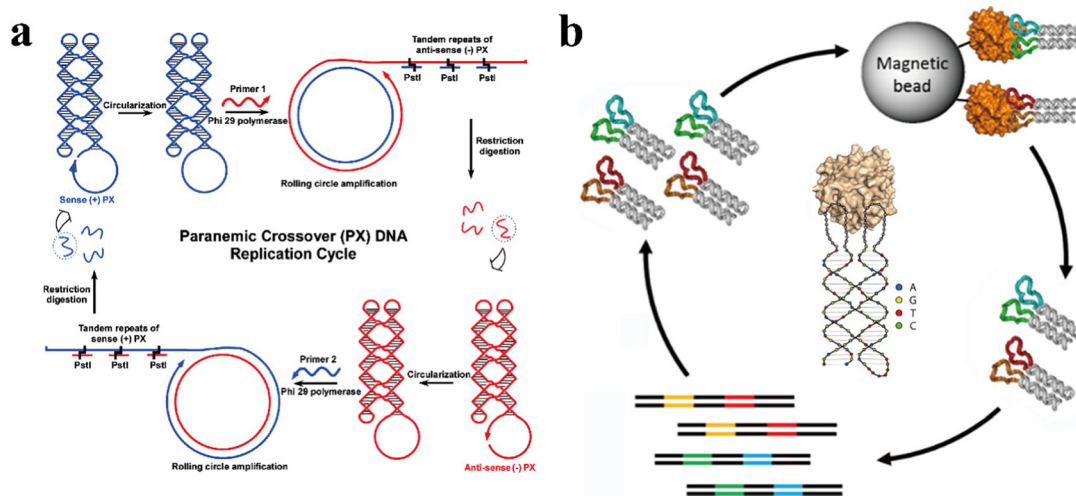 a
Circularization
Primer 1
Phi 29 polymerase
Tandem repeats of
anti-sense (-) PX
PstI PstI PstI
Rolling circle amplification
Restriction
digestion
Sense (+) PX
Paranemic Crossover (PX) DNA
Replication Cycle
Restriction
digestion
Tandem repeats of
sense (+) PX
PstI PstI PstI
Primer 2
Phi 29 polymerase
Circularization
Rolling circle amplification
Anti-sense (-) PX
b
Magnetic
bead
A
G
T
C